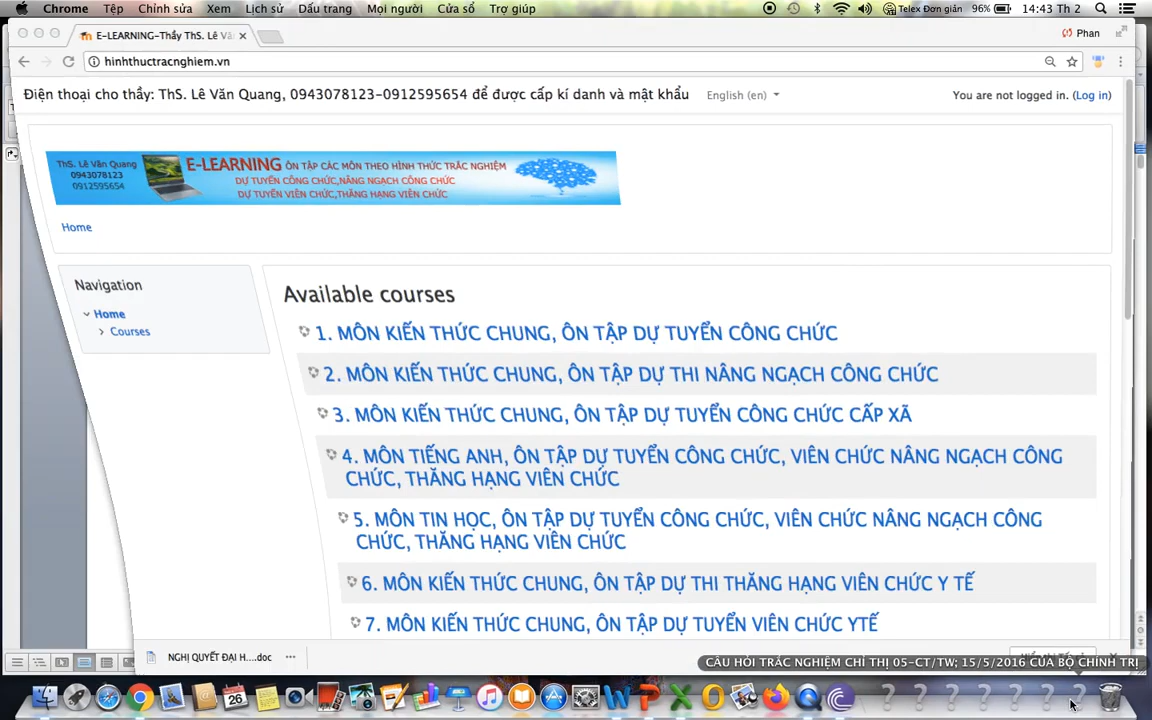 Chrome Tệp Chỉnh sửa Xem Lịch sử Dấu trang Mọi người Cửa sổ Trợ giúp Telex Đơn giản 96% 14:43 Th 2
E-LEARNING-Thầy ThS. Lê Vă Phan
hinhthuctracnghiem.vn
Điện thoại cho thầy: ThS. Lê Văn Quang, 0943078123-0912595654 để được cấp kí danh và mật khẩu English (en) You are not logged in. (Log in)
ThS. Lê Văn Quang
0943078123
0912595654
E-LEARNING ÔN TẬP CÁC MÔN THEO HÌNH THỨC TRẮC NGHIỆM
DỰ TUYỂN CÔNG CHỨC,NÂNG NGẠCH CÔNG CHỨC
DỰ TUYỂN VIÊN CHỨC,THĂNG HẠNG VIÊN CHỨC
Home
Navigation
Home
Courses
Available courses
1. MÔN KIẾN THỨC CHUNG, ÔN TẬP DỰ TUYỂN CÔNG CHỨC
2. MÔN KIẾN THỨC CHUNG, ÔN TẬP DỰ THI NÂNG NGẠCH CÔNG CHỨC
3. MÔN KIẾN THỨC CHUNG, ÔN TẬP DỰ TUYỂN CÔNG CHỨC CẤP XÃ
4. MÔN TIẾNG ANH, ÔN TẬP DỰ TUYỂN CÔNG CHỨC, VIÊN CHỨC NÂNG NGẠCH CÔNG
CHỨC, THĂNG HẠNG VIÊN CHỨC
5. MÔN TIN HỌC, ÔN TẬP DỰ TUYỂN CÔNG CHỨC, VIÊN CHỨC NÂNG NGẠCH CÔNG
CHỨC, THĂNG HẠNG VIÊN CHỨC
6. MÔN KIẾN THỨC CHUNG, ÔN TẬP DỰ THI THĂNG HẠNG VIÊN CHỨC Y TẾ
7. MÔN KIẾN THỨC CHUNG, ÔN TẬP DỰ TUYỂN VIÊN CHỨC YTẾ
NGHỊ QUYẾT ĐẠI H....doc
CÂU HỎI TRẮC NGHIỆM CHỈ THỊ 05-CT/TW; 15/5/2016 CỦA BỘ CHÍNH TRỊ
26